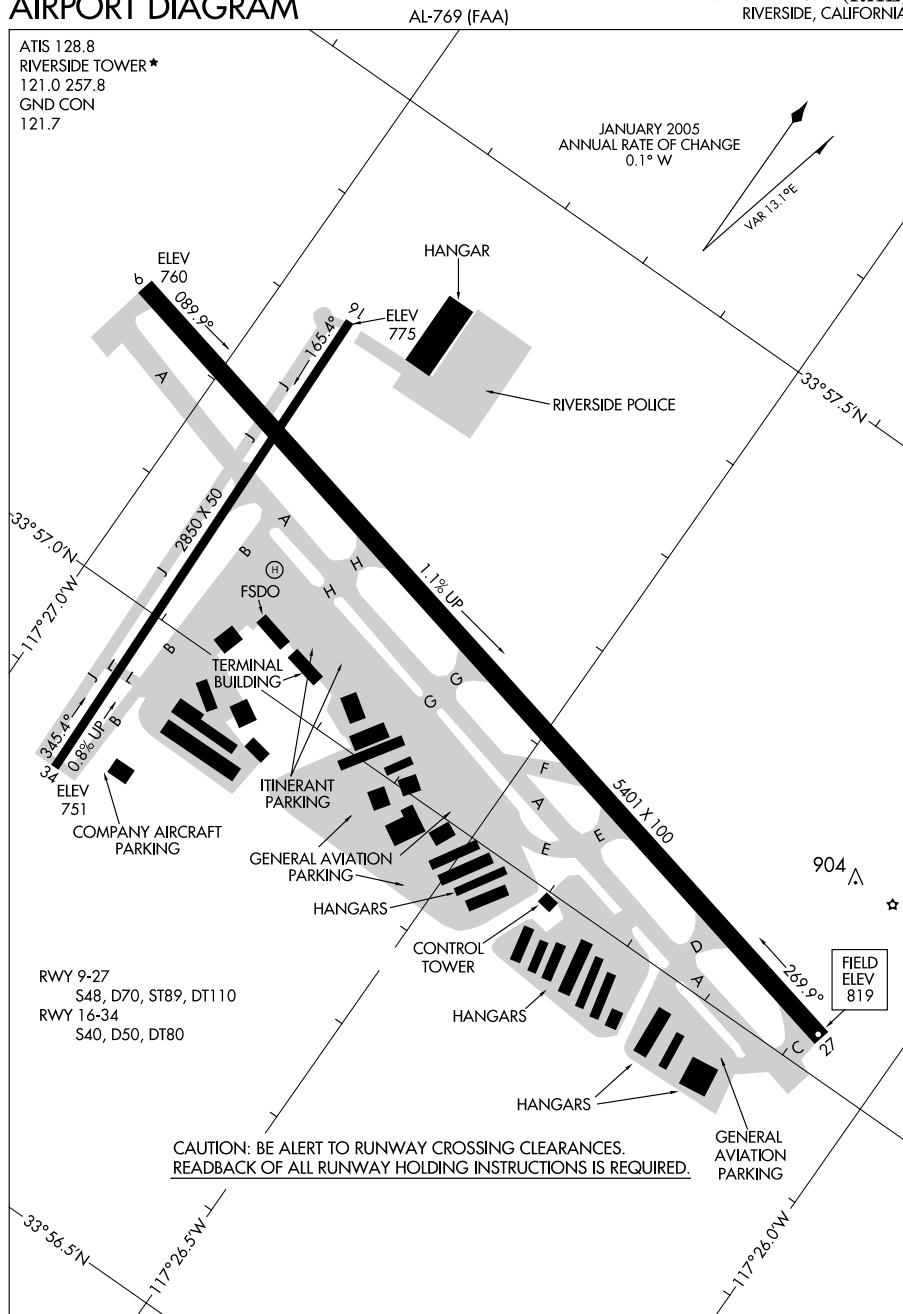 AIRPORT DIAGRAM
AL-769 (FAA)
RIVERSIDE, CALIFORNIA
ATIS 128.8
RIVERSIDE TOWER
121.0 257.8
GND CON
121.7
JANUARY 2005
ANNUAL RATE OF CHANGE
0.1° W
VAR 13.1°E
HANGAR
ELEV
760
9
089.9°
16
ELEV
775
165.4°
RIVERSIDE POLICE
33°57.5'N
A
J
J
2850 X 50
33°57.0'N
117°27.0'W
A
B
H
H
H
FSDO
1.1% UP
J
B
TERMINAL
BUILDING
G
G
J
L
L
B
345.4°
0.8% UP
34
ELEV
751
ITINERANT
PARKING
F
A
E
E
5401 X 100
COMPANY AIRCRAFT
PARKING
GENERAL AVIATION
PARKING
HANGARS
904
CONTROL
TOWER
D
A
269.9°
FIELD
ELEV
819
RWY 9-27
S48, D70, ST89, DT110
RWY 16-34
S40, D50, DT80
HANGARS
C
27
HANGARS
GENERAL
AVIATION
PARKING
CAUTION: BE ALERT TO RUNWAY CROSSING CLEARANCES.
READBACK OF ALL RUNWAY HOLDING INSTRUCTIONS IS REQUIRED.
33°56.5'N
117°26.5'W
117°26.0'W